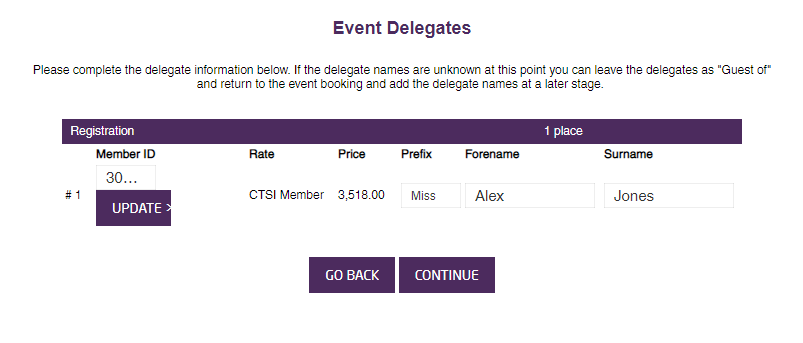 Event Delegates
Please complete the delegate information below. If the delegate names are unknown at this point you can leave the delegates as "Guest of"
and return to the event booking and add the delegate names at a later stage.
Registration 1 place
Member ID Rate Price Prefix Forename Surname
30...
# 1 CTSI Member 3,518.00 Miss Alex Jones
UPDATE >
GO BACK CONTINUE